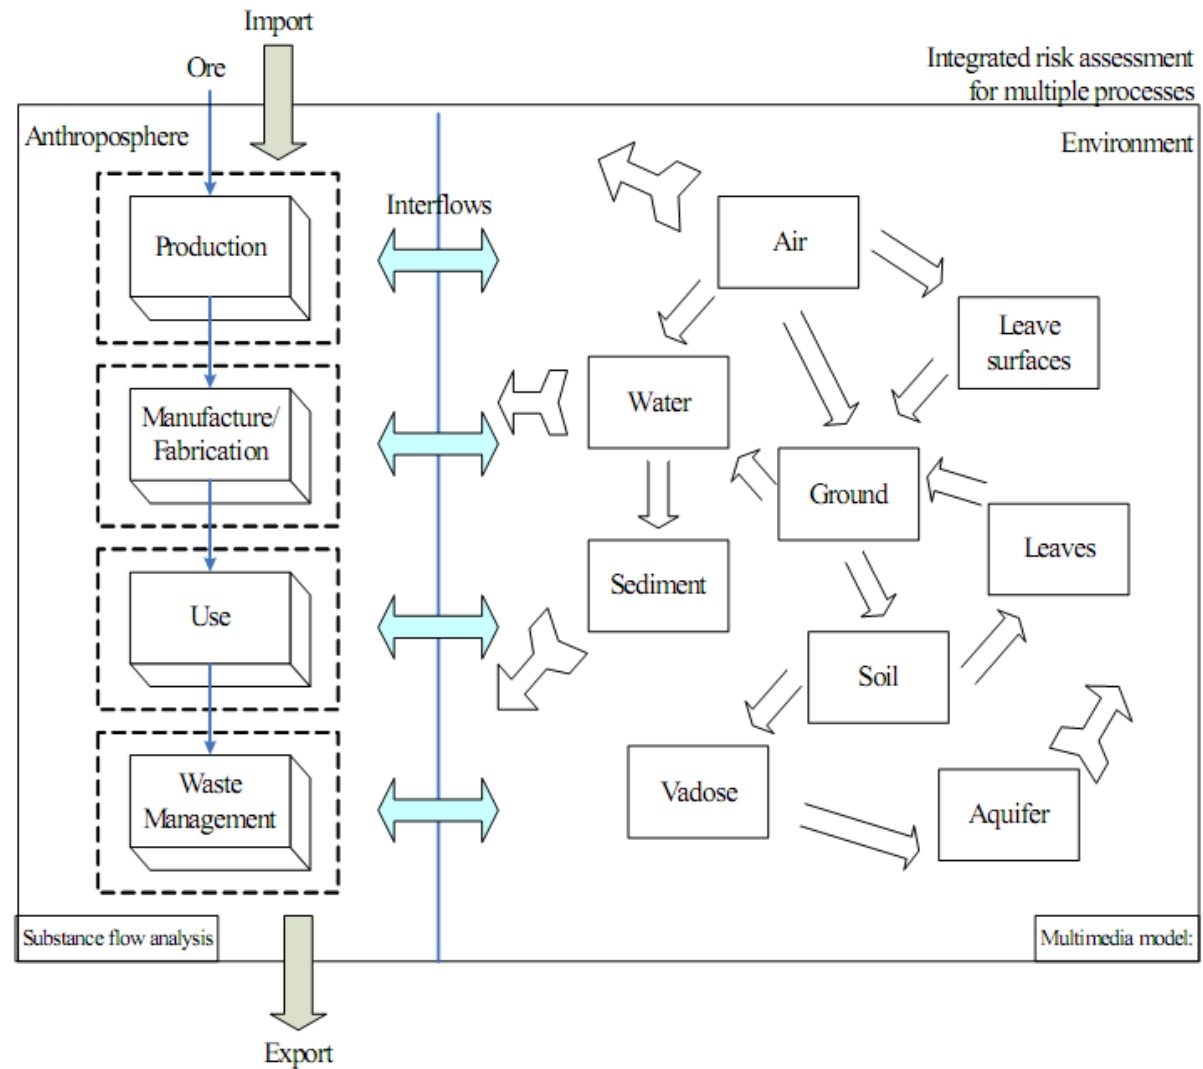 Import
Ore
Integrated risk assessment
for multiple processes
Anthroposphere
Environment
Interflows
Production
Air
Leave
surfaces
Manufacture/
Fabrication
Water
Ground
Leaves
Use
Sediment
Soil
Waste
Management
Vadose
Aquifer
Substance flow analysis
Multimedia model:
Export